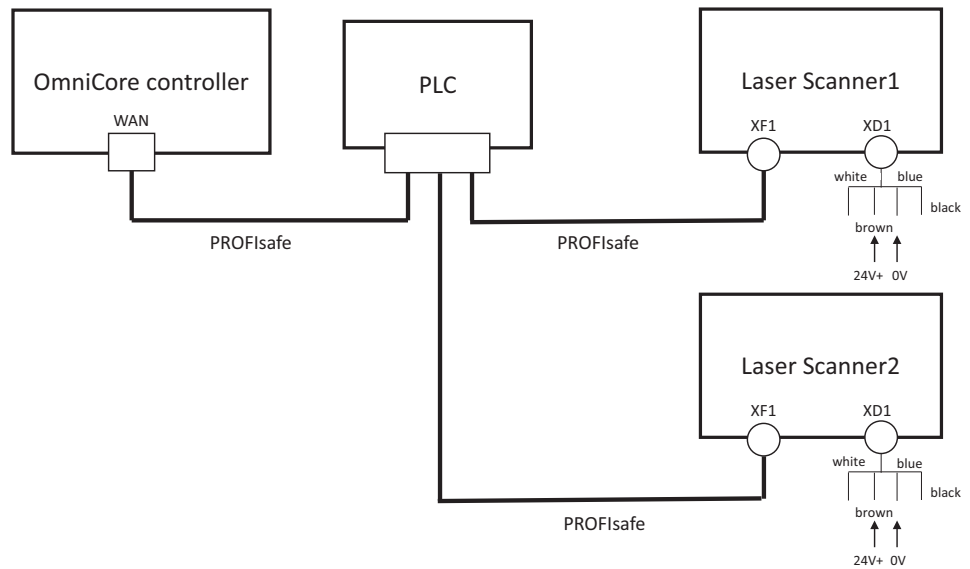 OmniCore controller
WAN
PLC
Laser Scanner1
XF1
XD1
white
blue
black
brown
24V+ 0V
PROFIsafe
PROFIsafe
Laser Scanner2
XF1
XD1
white
blue
black
brown
24V+ 0V
PROFIsafe